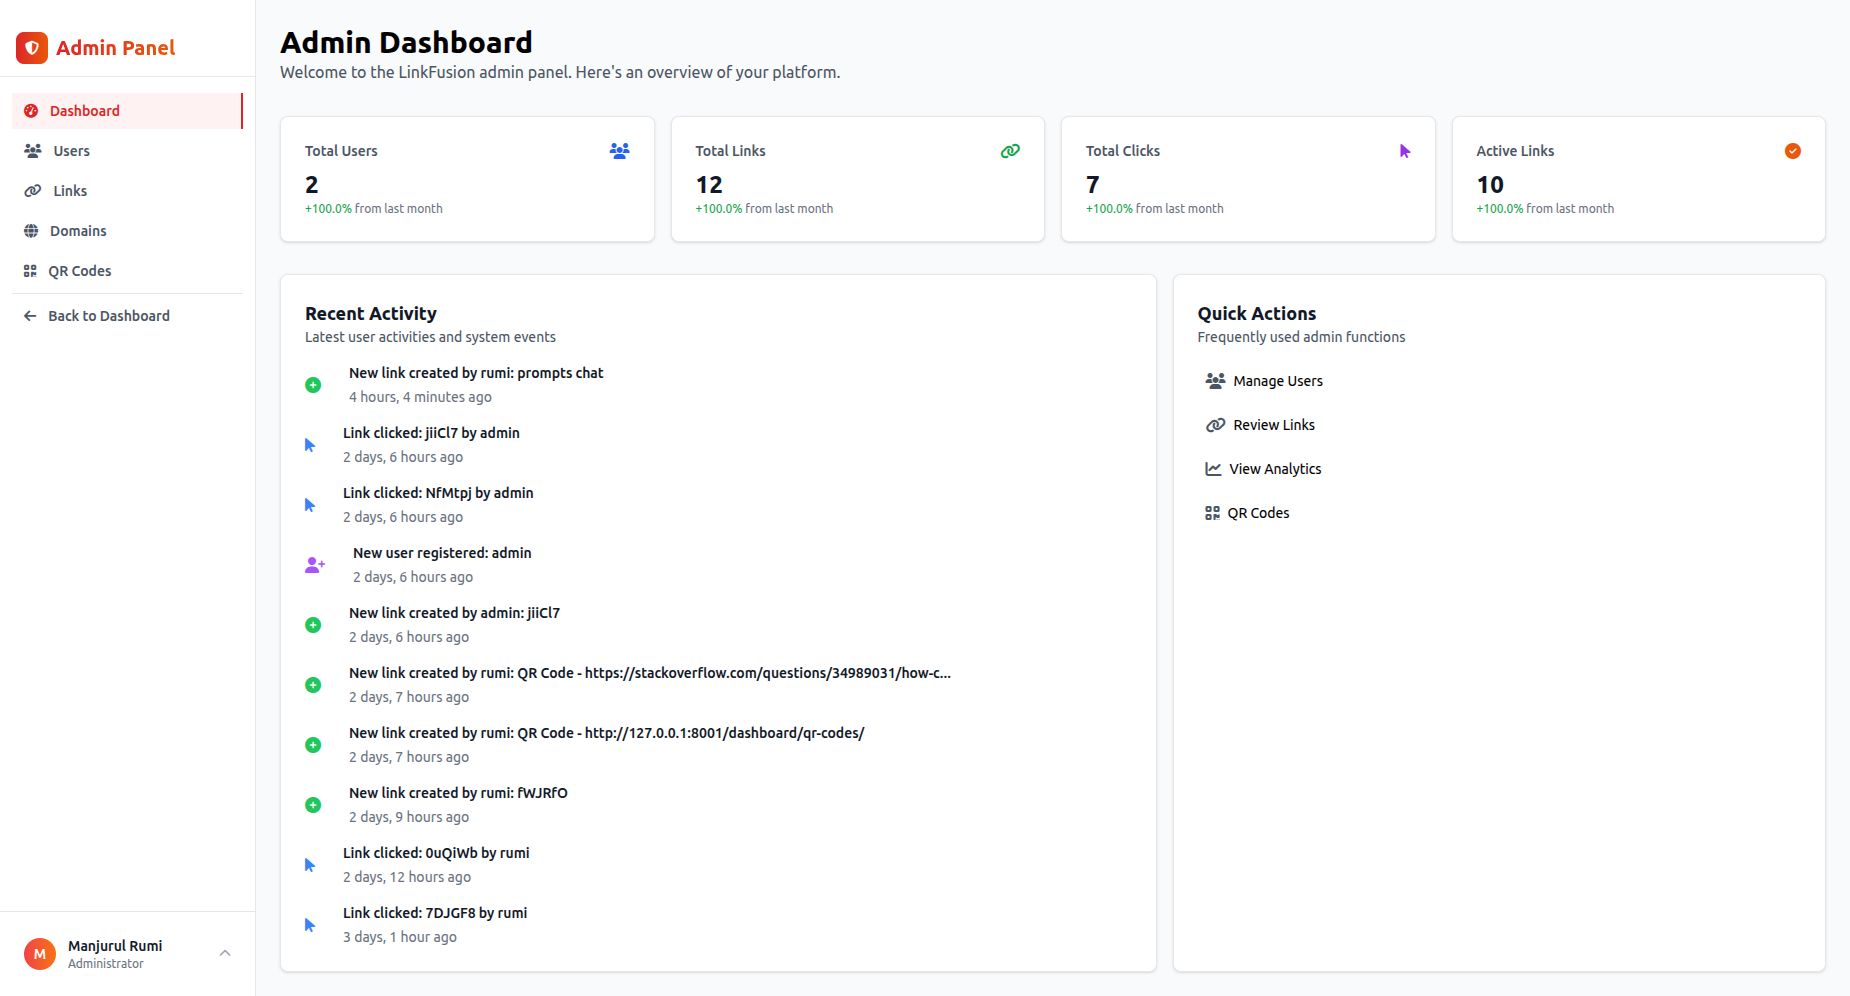 Admin Panel
Dashboard
Users
Links
Domains
QR Codes
Back to Dashboard
M
Manjurul Rumi
Administrator
Admin Dashboard
Welcome to the LinkFusion admin panel. Here's an overview of your platform.
Total Users
2
+100.0% from last month
Total Links
12
+100.0% from last month
Total Clicks
7
+100.0% from last month
Active Links
10
+100.0% from last month
Recent Activity
Latest user activities and system events
New link created by rumi: prompts chat
4 hours, 4 minutes ago
Link clicked: jiiCl7 by admin
2 days, 6 hours ago
Link clicked: NfMtpj by admin
2 days, 6 hours ago
New user registered: admin
2 days, 6 hours ago
New link created by admin: jiiCl7
2 days, 6 hours ago
New link created by rumi: QR Code - https://stackoverflow.com/questions/34989031/how-c...
2 days, 7 hours ago
New link created by rumi: QR Code - http://127.0.0.1:8001/dashboard/qr-codes/
2 days, 7 hours ago
New link created by rumi: fWJRfO
2 days, 9 hours ago
Link clicked: 0uQiWb by rumi
2 days, 12 hours ago
Link clicked: 7DJGF8 by rumi
3 days, 1 hour ago
Quick Actions
Frequently used admin functions
Manage Users
Review Links
View Analytics
QR Codes